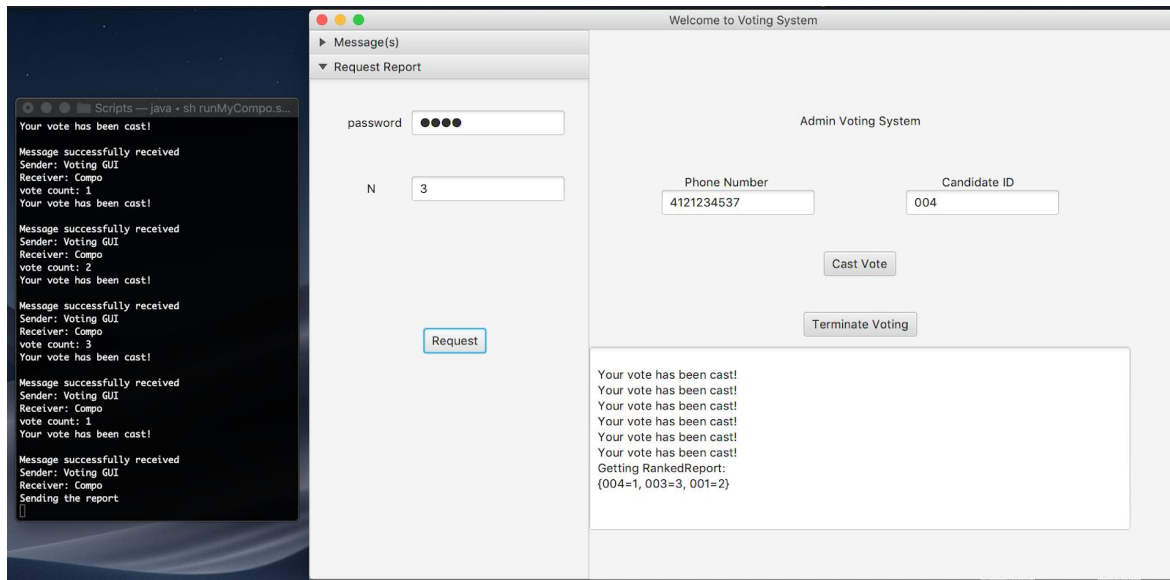 Scripts — java • sh runMyCompo.s...
Your vote has been cast!
Message successfully received
Sender: Voting GUI
Receiver: Compo
vote count: 1
Your vote has been cast!
Message successfully received
Sender: Voting GUI
Receiver: Compo
vote count: 2
Your vote has been cast!
Message successfully received
Sender: Voting GUI
Receiver: Compo
vote count: 3
Your vote has been cast!
Message successfully received
Sender: Voting GUI
Receiver: Compo
vote count: 1
Your vote has been cast!
Message successfully received
Sender: Voting GUI
Receiver: Compo
Sending the report
Welcome to Voting System
Message(s)
Request Report
password ●●●●
N 3
Request
Admin Voting System
Phone Number
4121234537
Candidate ID
004
Cast Vote
Terminate Voting
Your vote has been cast!
Your vote has been cast!
Your vote has been cast!
Your vote has been cast!
Your vote has been cast!
Your vote has been cast!
Getting RankedReport:
{004=1, 003=3, 001=2}